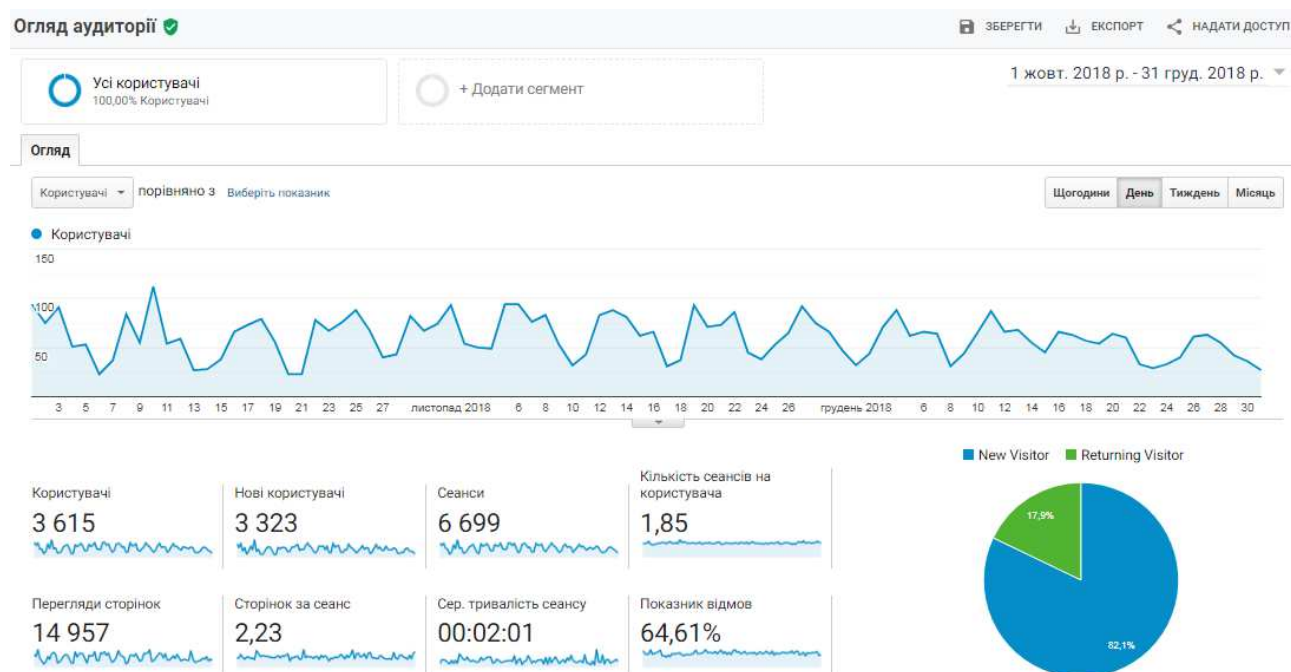 Огляд аудиторії
ЗБЕРЕГТИ ЕКСПОРТ НАДАТИ ДОСТУП
Усі користувачі
100,00% Користувачі
+ Додати сегмент
1 жовт. 2018 р. - 31 груд. 2018 р.
Огляд
Користувачі порівняно з Виберіть показник
Щогодини День Тиждень Місяць
Користувачі
150
100
50
3 5 7 9 11 13 15 17 19 21 23 25 27 листопад 2018 6 8 10 12 14 16 18 20 22 24 26 грудень 2018 6 8 10 12 14 16 18 20 22 24 26 28 30
New Visitor Returning Visitor
Користувачі
3 615
Нові користувачі
3 323
Сеанси
6 699
Кількість сеансів на
користувача
1,85
Перегляди сторінок
14 957
Сторінок за сеанс
2,23
Сер. тривалість сеансу
00:02:01
Показник відмов
64,61%
17,9%
82,1%